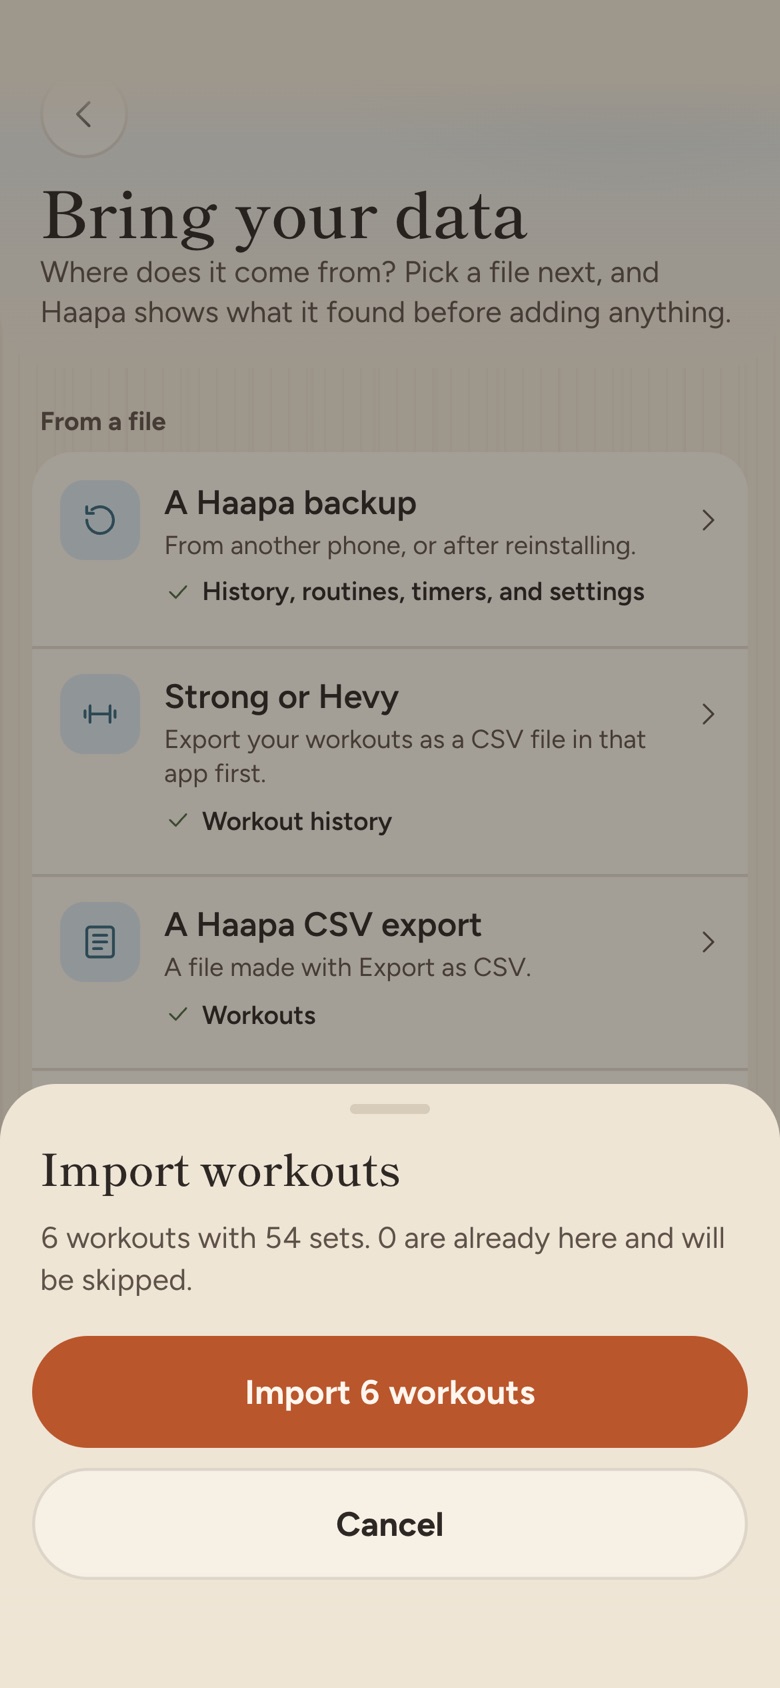 Bring your data
Where does it come from? Pick a file next, and
Haapa shows what it found before adding anything.
From a file
A Haapa backup
From another phone, or after reinstalling.
History, routines, timers, and settings
Strong or Hevy
Export your workouts as a CSV file in that
app first.
Workout history
A Haapa CSV export
A file made with Export as CSV.
Workouts
Import workouts
6 workouts with 54 sets. 0 are already here and will
be skipped.
Import 6 workouts
Cancel